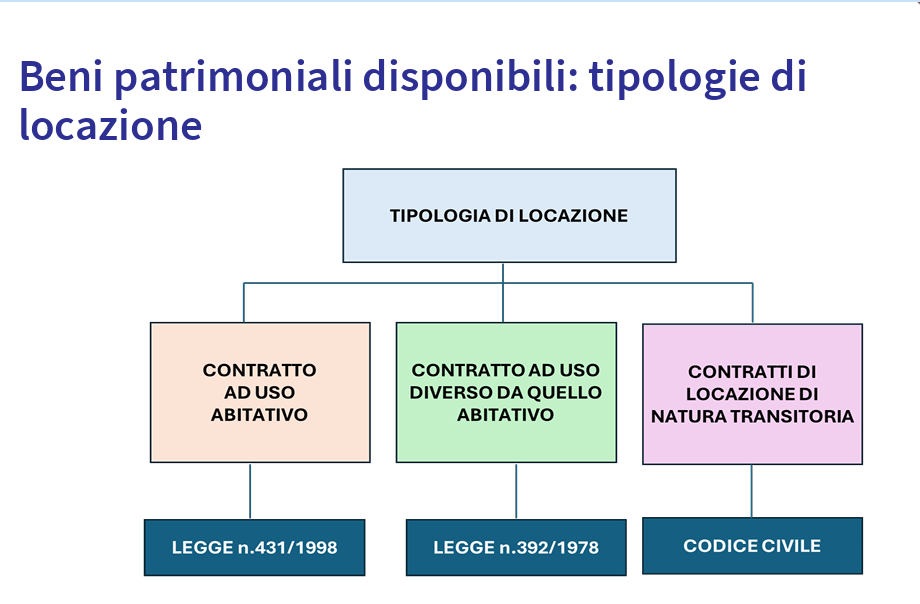 Beni patrimoniali disponibili: tipologie di
locazione
TIPOLOGIA DI LOCAZIONE
CONTRATTO
AD USO
ABITATIVO
CONTRATTO AD USO
DIVERSO DA QUELLO
ABITATIVO
CONTRATTI DI
LOCAZIONE DI
NATURA TRANSITORIA
LEGGE n.431/1998
LEGGE n.392/1978
CODICE CIVILE